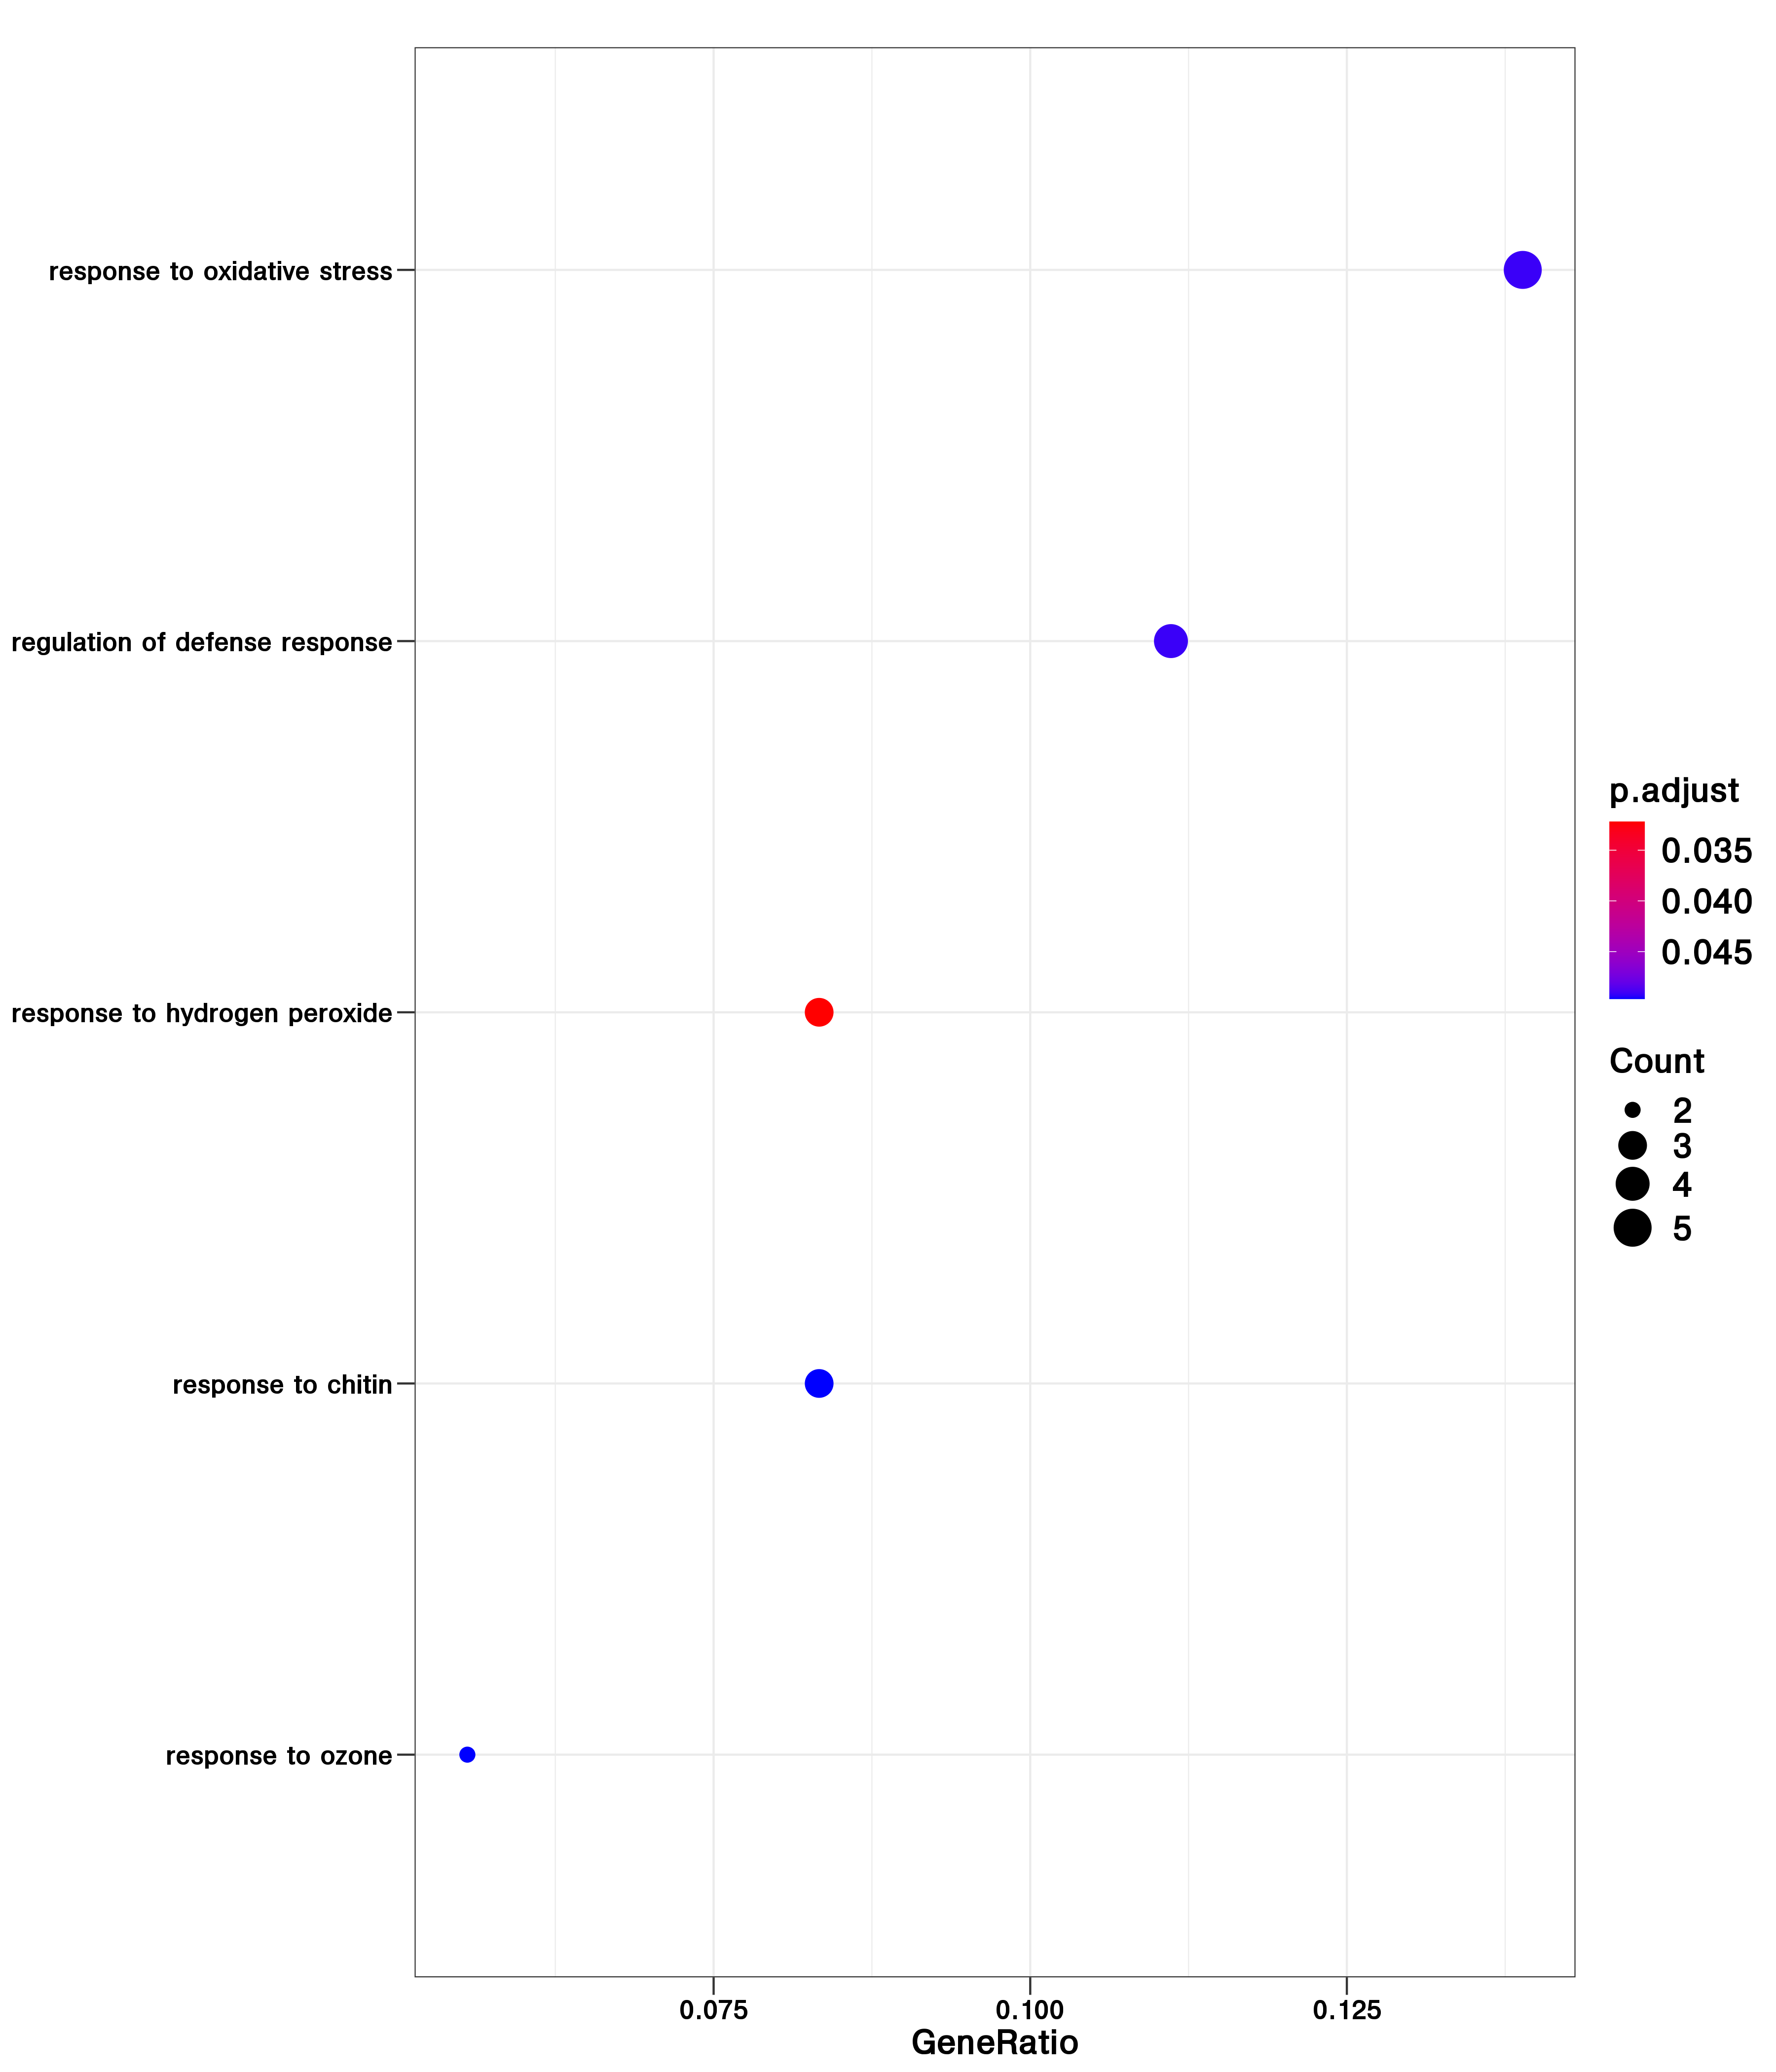 response to oxidative stress
regulation of defense response
response to hydrogen peroxide
response to chitin
response to ozone
0.075
0.100
0.125
GeneRatio
p.adjust
0.035
0.040
0.045
Count
2
3
4
5